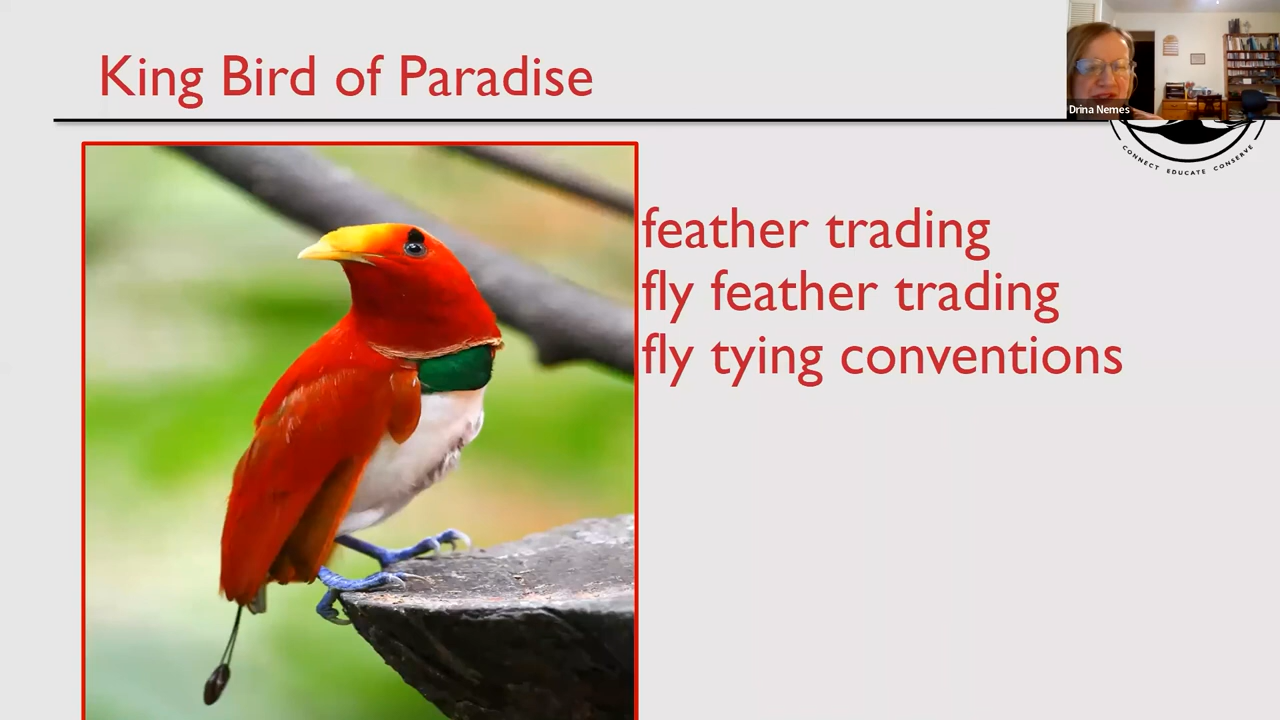 King Bird of Paradise
Drina Nemes
CONNECT EDUCATE CONSERVE
feather trading
fly feather trading
fly tying conventions